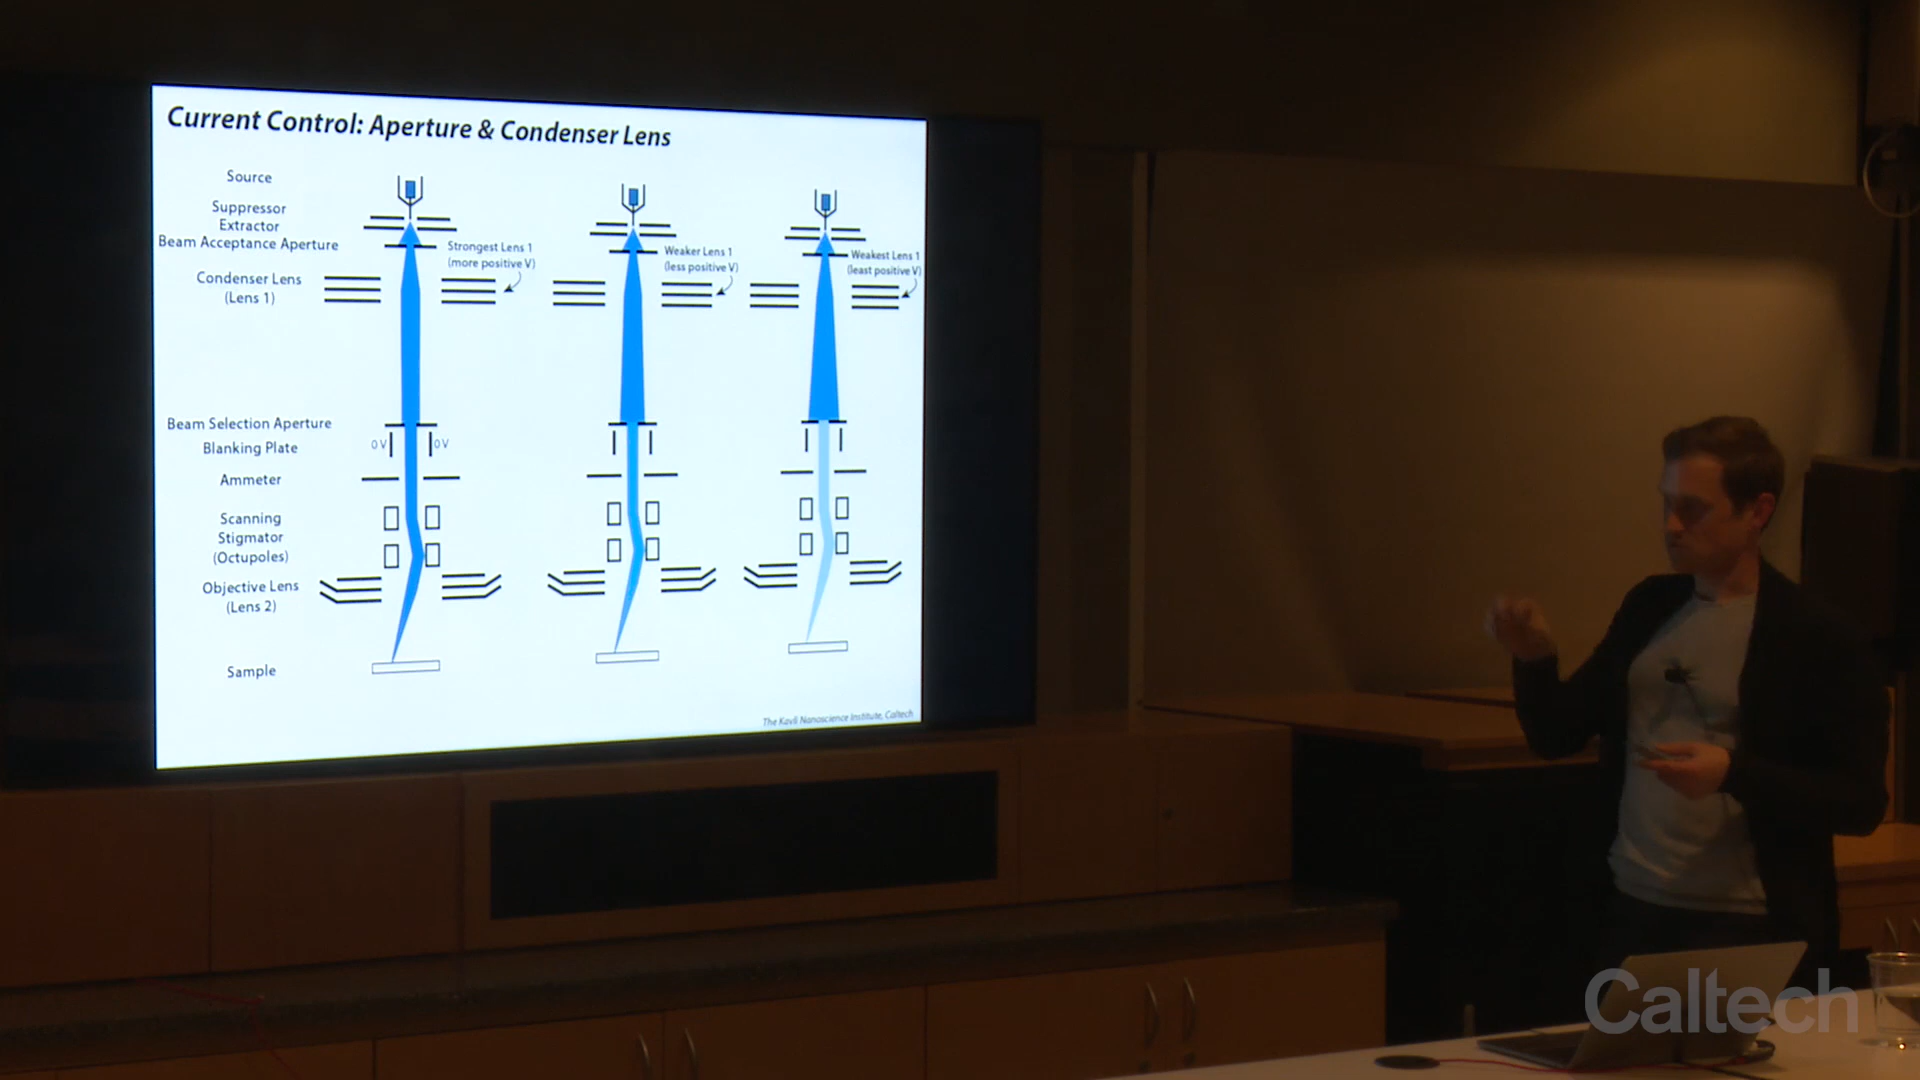 Current Control: Aperture & Condenser Lens
Source
Suppressor
Extractor
Beam Acceptance Aperture
Condenser Lens
(Lens 1)
Beam Selection Aperture
Blanking Plate
Ammeter
Scanning
Stigmator
(Octupoles)
Objective Lens
(Lens 2)
Sample
Strongest Lens 1
(more positive V)
0 V
0 V
Weaker Lens 1
(less positive V)
Weakest Lens 1
(least positive V)
The Kavli Nanoscience Institute, Caltech
Caltech